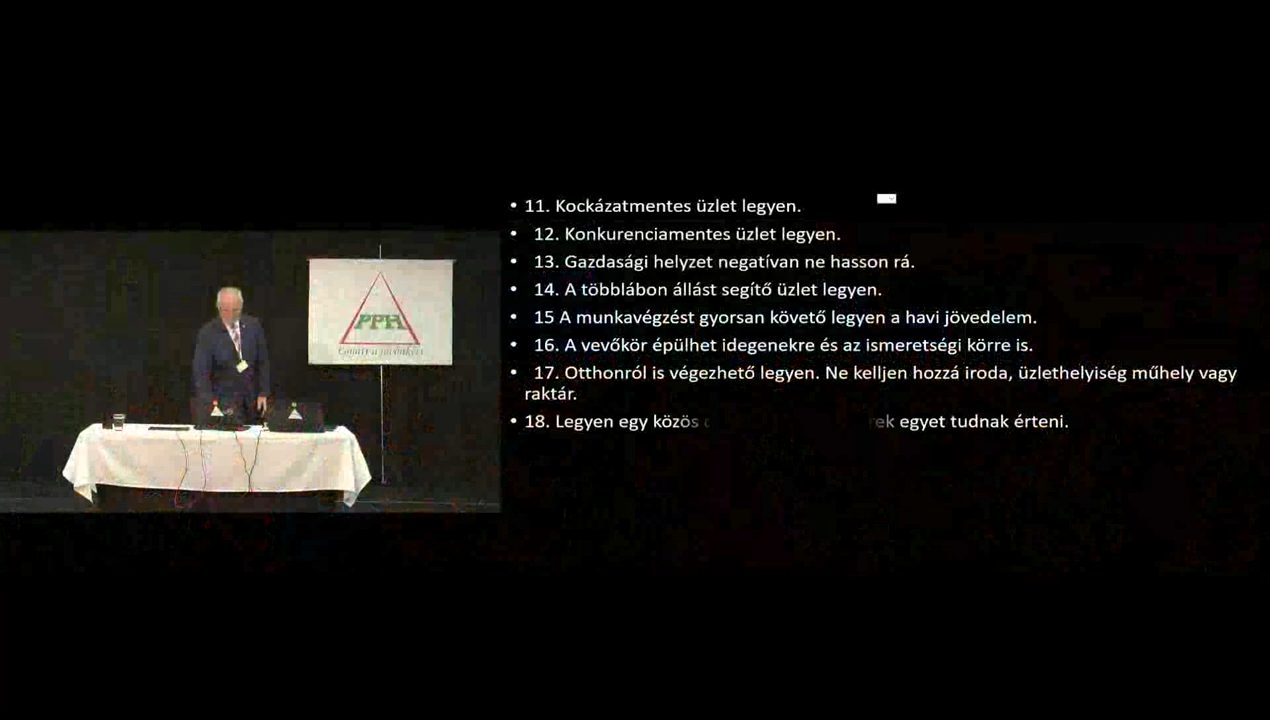 • 11. Kockázatmentes üzlet legyen.
• 12. Konkurenciamentes üzlet legyen.
• 13. Gazdasági helyzet negatívan ne hasson rá.
• 14. A többlábon állást segítő üzlet legyen.
• 15 A munkavégzést gyorsan követő legyen a havi jövedelem.
• 16. A vevőkör épülhet idegenekre és az ismeretségi körre is.
• 17. Otthonról is végezhető legyen. Ne kelljen hozzá iroda, üzlethelyiség műhely vagy
raktár.
• 18. Legyen egy közös egyet tudnak érteni.
PPH